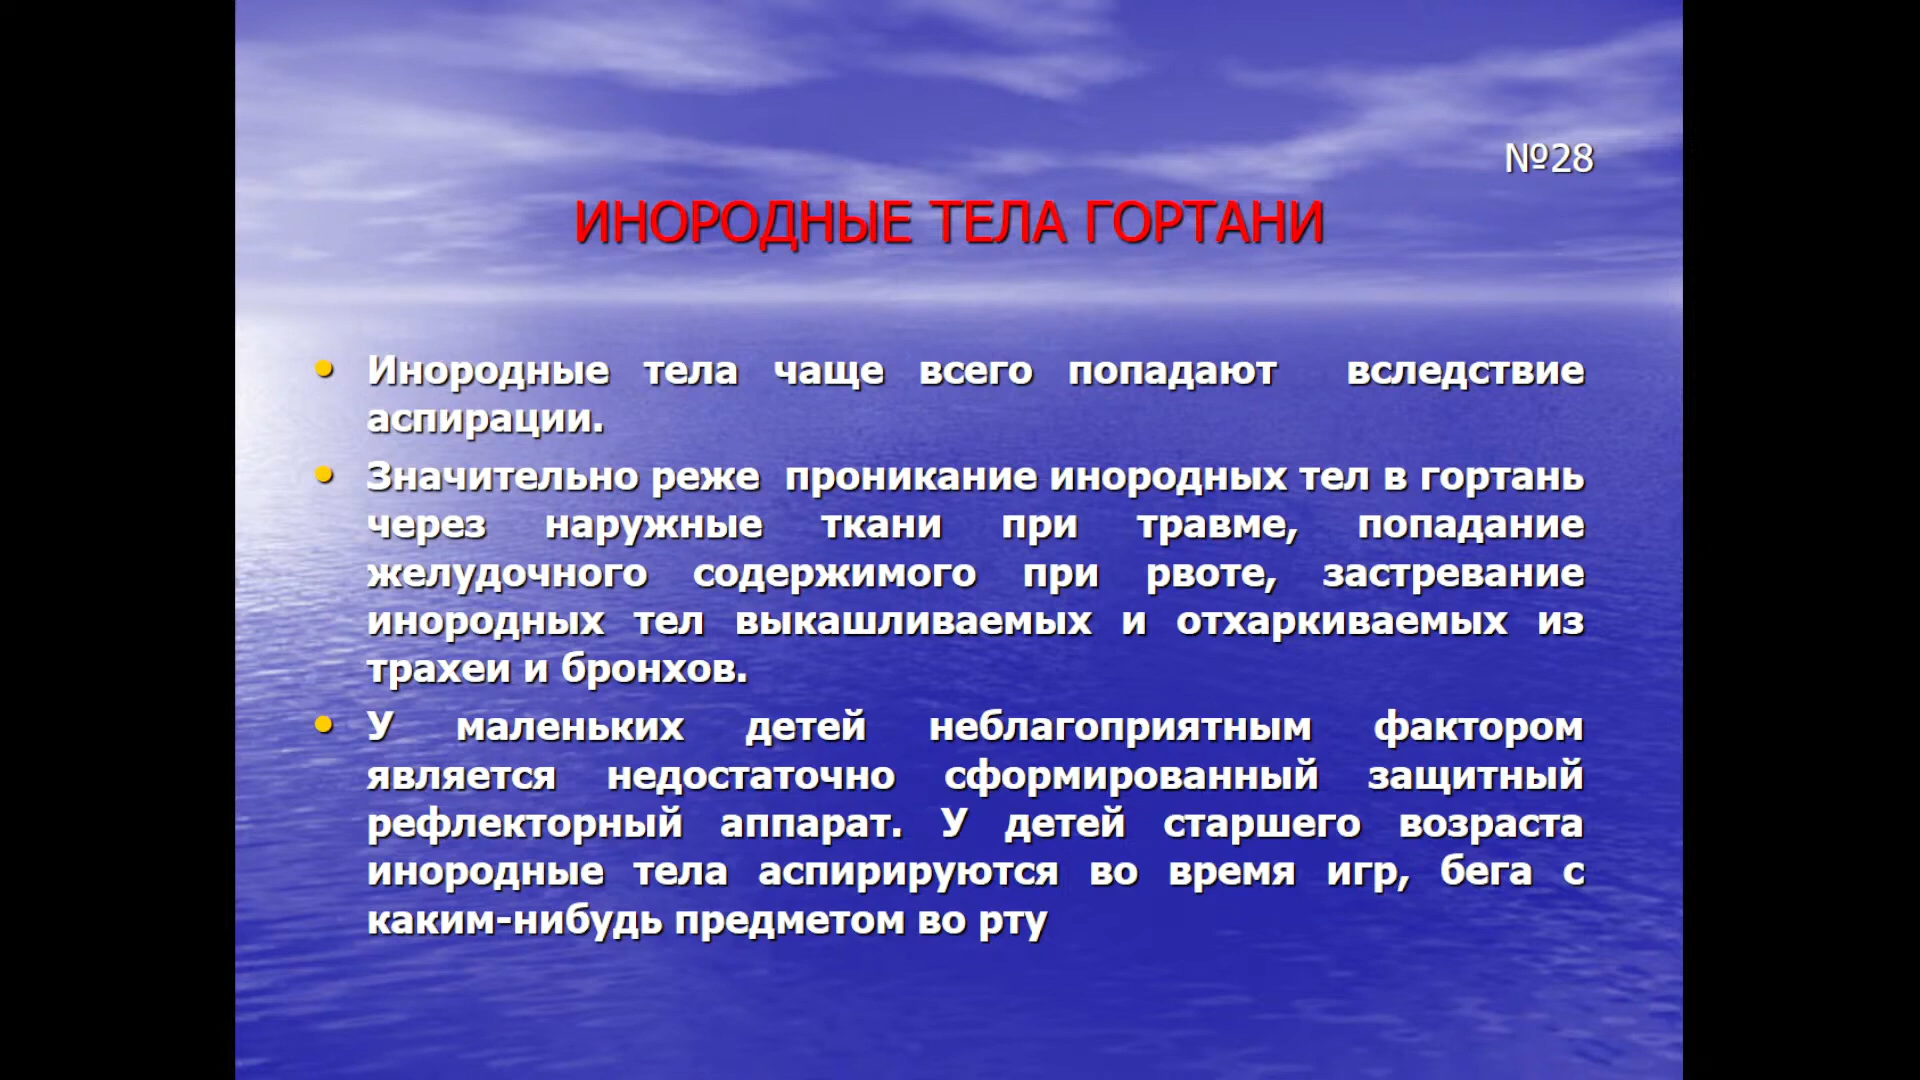 №28
ИНОРОДНЫЕ ТЕЛА ГОРТАНИ
• Инородные тела чаще всего попадают вследствие
аспирации.
• Значительно реже проникание инородных тел в гортань
через наружные ткани при травме, попадание
желудочного содержимого при рвоте, застревание
инородных тел выкашливаемых и отхаркиваемых из
трахеи и бронхов.
• У маленьких детей неблагоприятным фактором
является недостаточно сформированный защитный
рефлекторный аппарат. У детей старшего возраста
инородные тела аспирируются во время игр, бега с
каким-нибудь предметом во рту